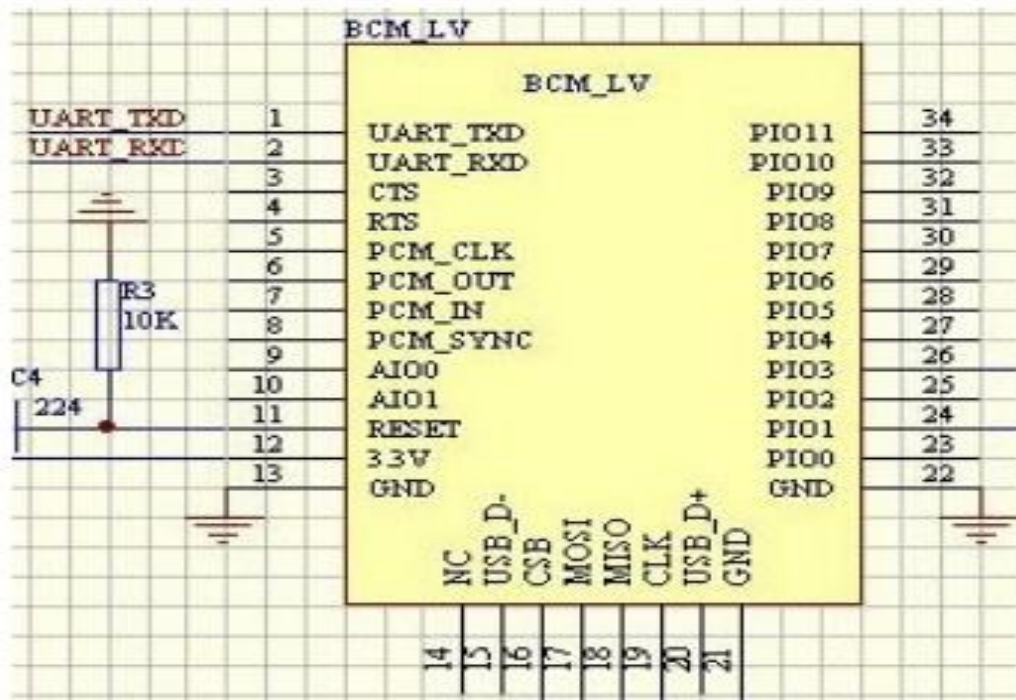 BCM_LV
BCM_LV
UART_TXD 1 UART_TXD PIO11 34
UART_RXD 2 UART_RXD PIO10 33
3 CTS PIO9 32
4 RTS PIO8 31
5 PCM_CLK PIO7 30
6 PCM_OUT PIO6 29
R3
7 PCM_IN PIO5 28
10K
8 PCM_SYNC PIO4 27
9 AIO0 PIO3 26
C4
10 AIO1 PIO2 25
224
11 RESET PIO1 24
12 3.3V PIO0 23
13 GND GND 22
NC USB_D- CSB MOSI MISO CLK USB_D+ GND
14 15 16 17 18 19 20 21